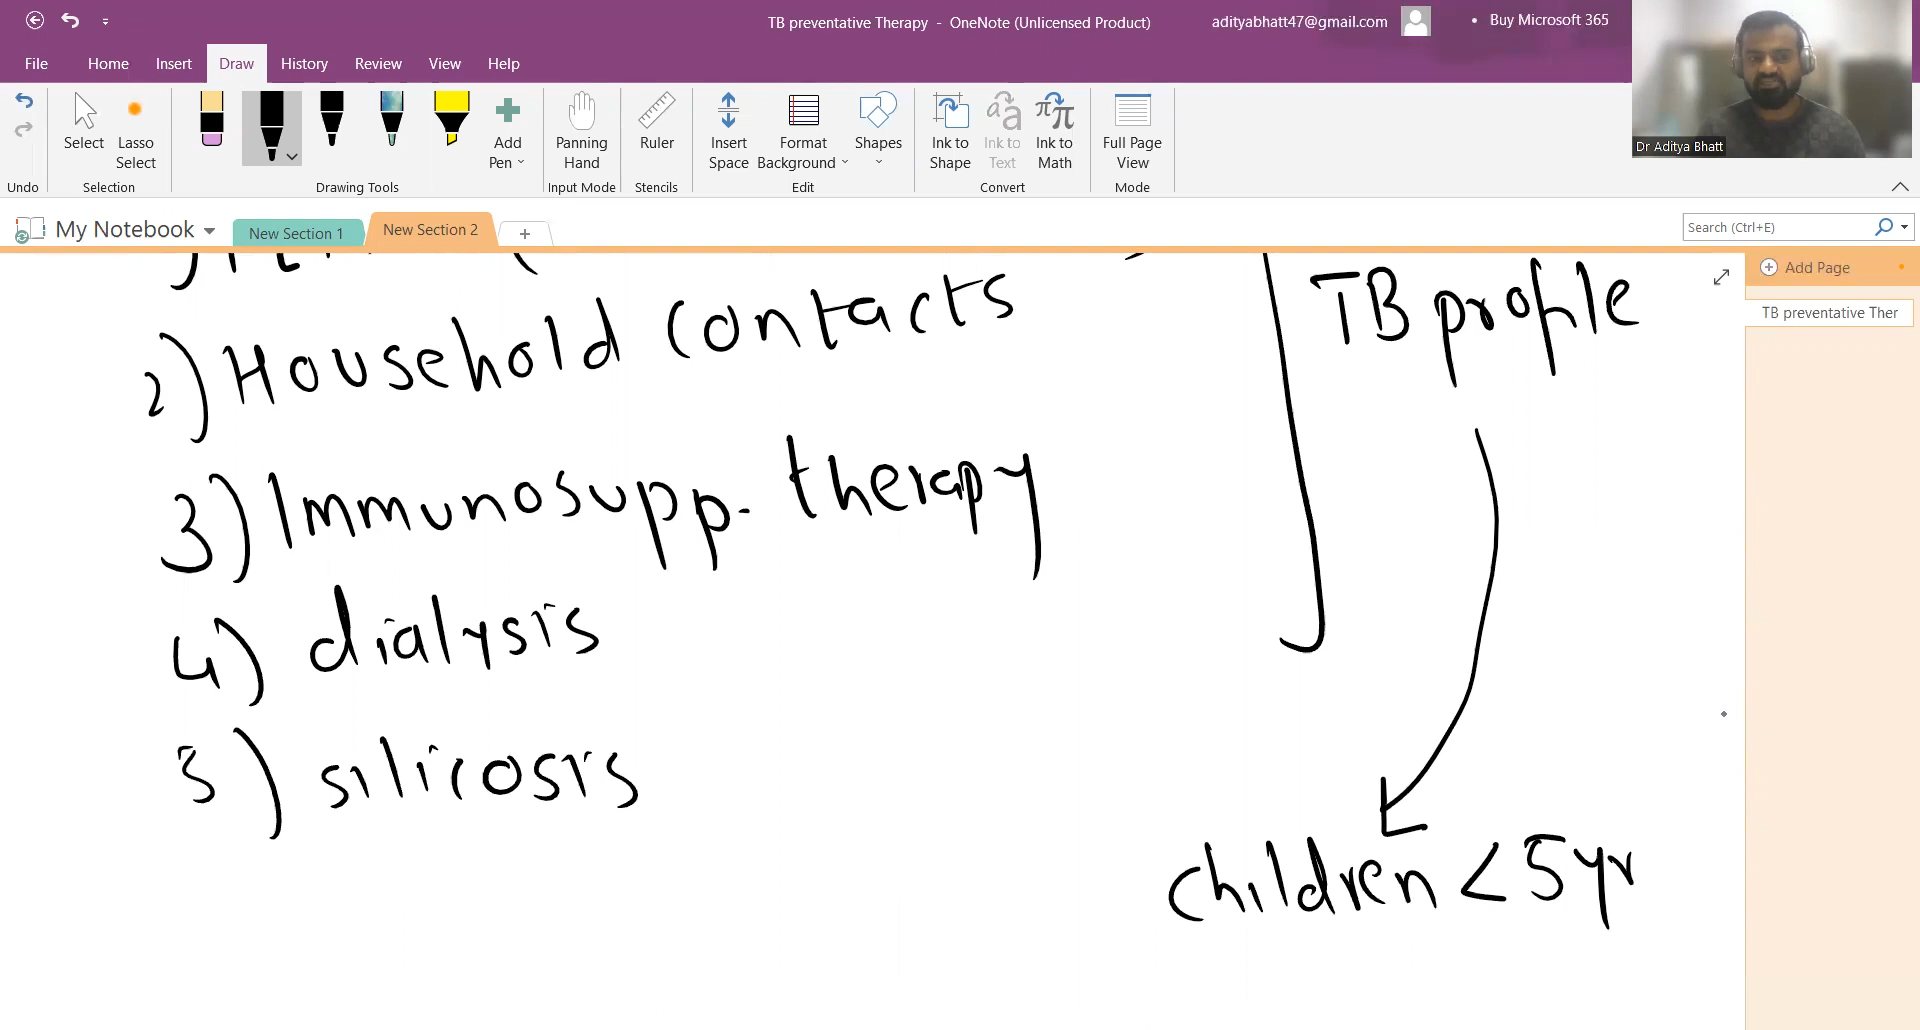 TB preventative Therapy - OneNote (Unlicensed Product)
adityabhatt47@gmail.com
Buy Microsoft 365
File Home Insert Draw History Review View Help
Select Lasso Select
Add Pen
Panning Hand
Ruler
Insert Space
Format Background
Shapes
Ink to Shape
Ink to Text
Ink to Math
Full Page View
Dr Aditya Bhatt
Undo Selection Drawing Tools Input Mode Stencils Edit Convert Mode
My Notebook New Section 1 New Section 2 +
Search (Ctrl+E)
Add Page
TB preventative Ther
2) Household contacts
TB profile
3) Immunosupp. therapy
4) dialysis
5) silicosis
children < 5yr